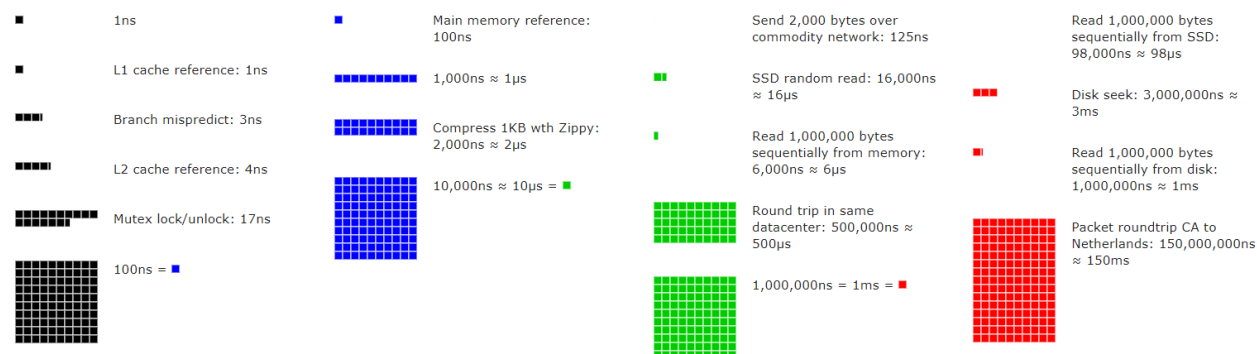 1ns
L1 cache reference: 1ns
Branch mispredict: 3ns
L2 cache reference: 4ns
Mutex lock/unlock: 17ns
100ns =
Main memory reference:
100ns
1,000ns ≈ 1μs
Compress 1KB wth Zippy:
2,000ns ≈ 2μs
10,000ns ≈ 10μs =
Send 2,000 bytes over
commodity network: 125ns
SSD random read: 16,000ns
≈ 16μs
Read 1,000,000 bytes
sequentially from memory:
6,000ns ≈ 6μs
Round trip in same
datacenter: 500,000ns ≈
500μs
1,000,000ns = 1ms =
Read 1,000,000 bytes
sequentially from SSD:
98,000ns ≈ 98μs
Disk seek: 3,000,000ns ≈
3ms
Read 1,000,000 bytes
sequentially from disk:
1,000,000ns ≈ 1ms
Packet roundtrip CA to
Netherlands: 150,000,000ns
≈ 150ms